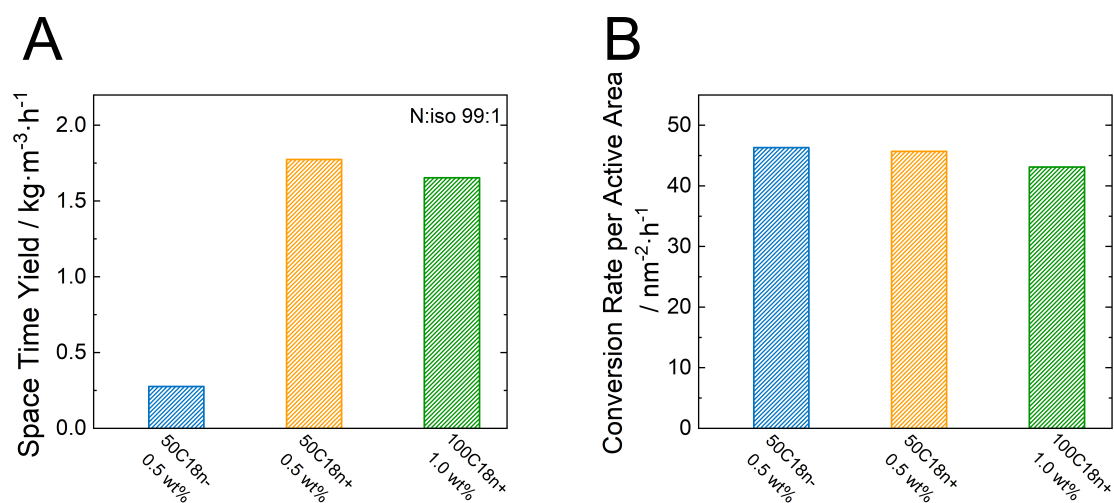 A
Space Time Yield / kg·m⁻³·h⁻¹
2.0
1.5
1.0
0.5
0.0
N:iso 99:1
50C18n-
0.5 wt%
50C18n+
0.5 wt%
100C18n+
1.0 wt%
B
Conversion Rate per Active Area
/ nm⁻²·h⁻¹
50
40
30
20
10
0
50C18n-
0.5 wt%
50C18n+
0.5 wt%
100C18n+
1.0 wt%